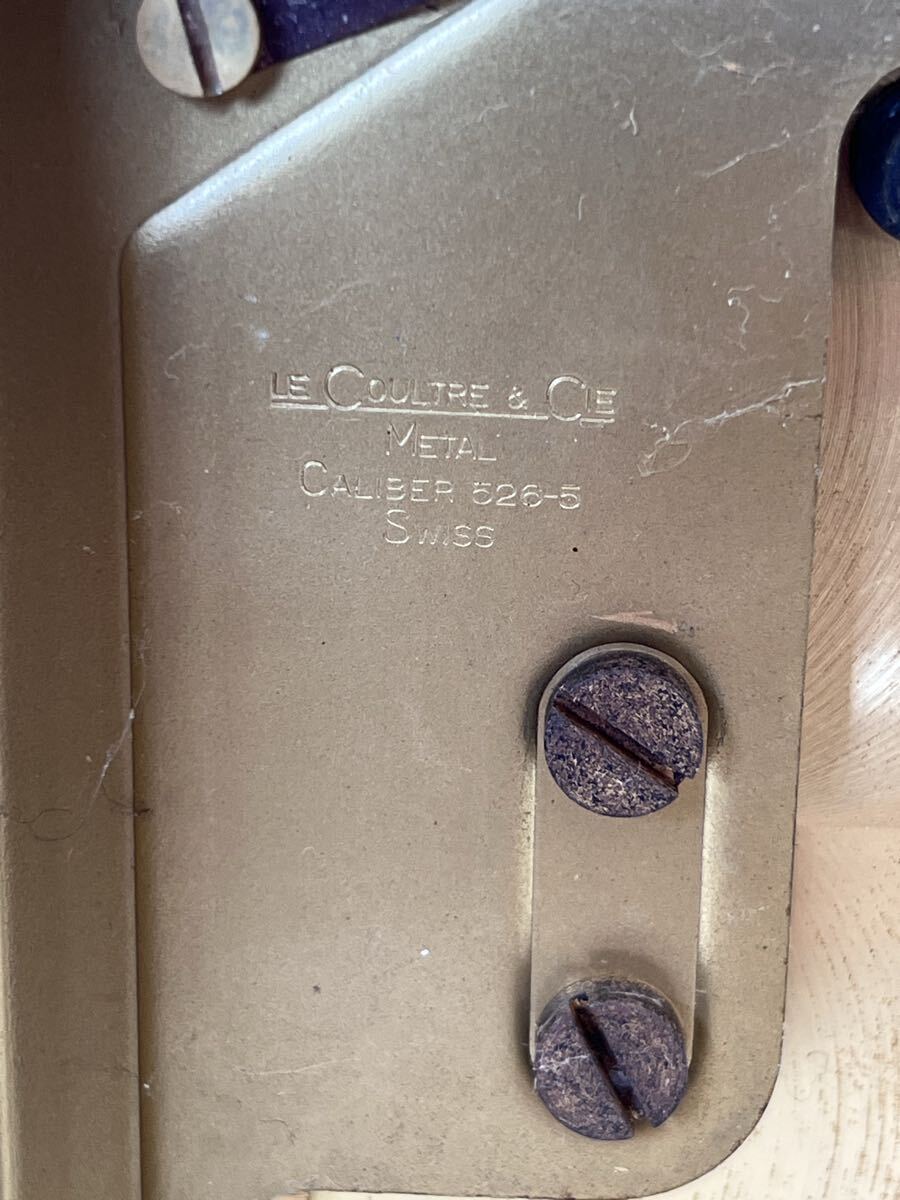 LE COULTRE & CIE
METAL
CALIBER 526-5
SWISS